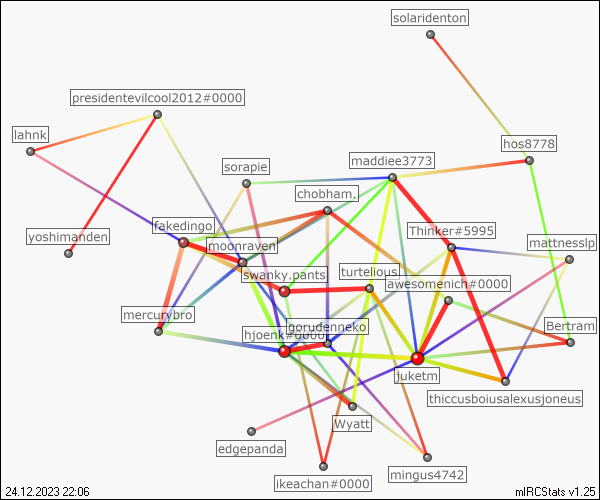 solaridenton
presidentevilcool2012#0000
lahnk
hos8778
maddiee3773
sorapie
chobham.
fakedingo
Thinker#5995
yoshimanden
moonraven
mattnesslp
swanky.pants
turtelious
awesomenich#0000
mercurybro
hjoenk#0000
gorudenneko
Bertram
juketm
thiccusboiusalexusjoneus
Wyatt
edgepanda
mingus4742
ikeachan#0000
24.12.2023 22:06
mIRCStats v1.25